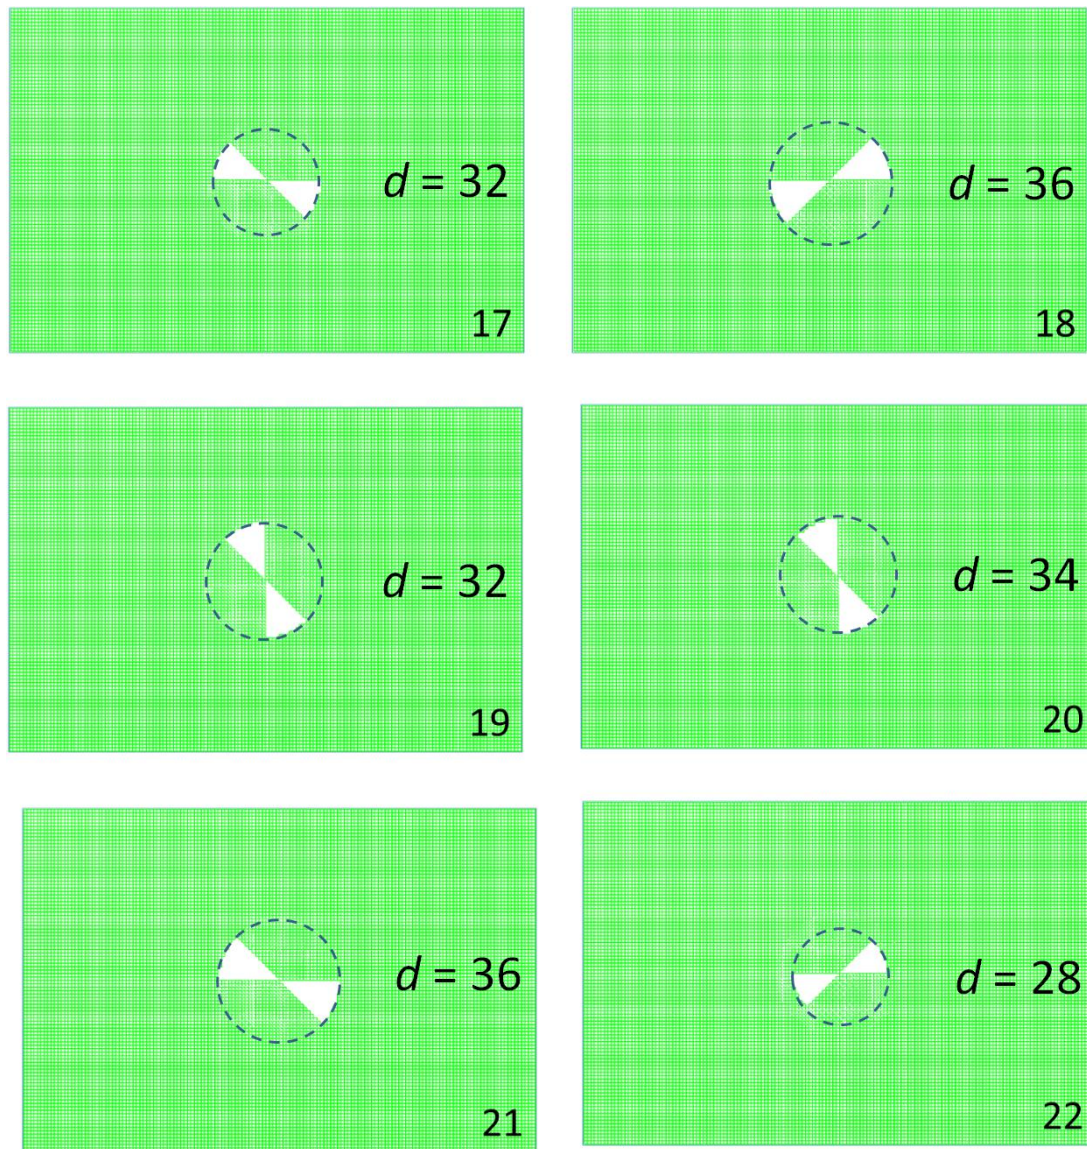 d = 32
17
d = 36
18
d = 32
19
d = 34
20
d = 36
21
d = 28
22